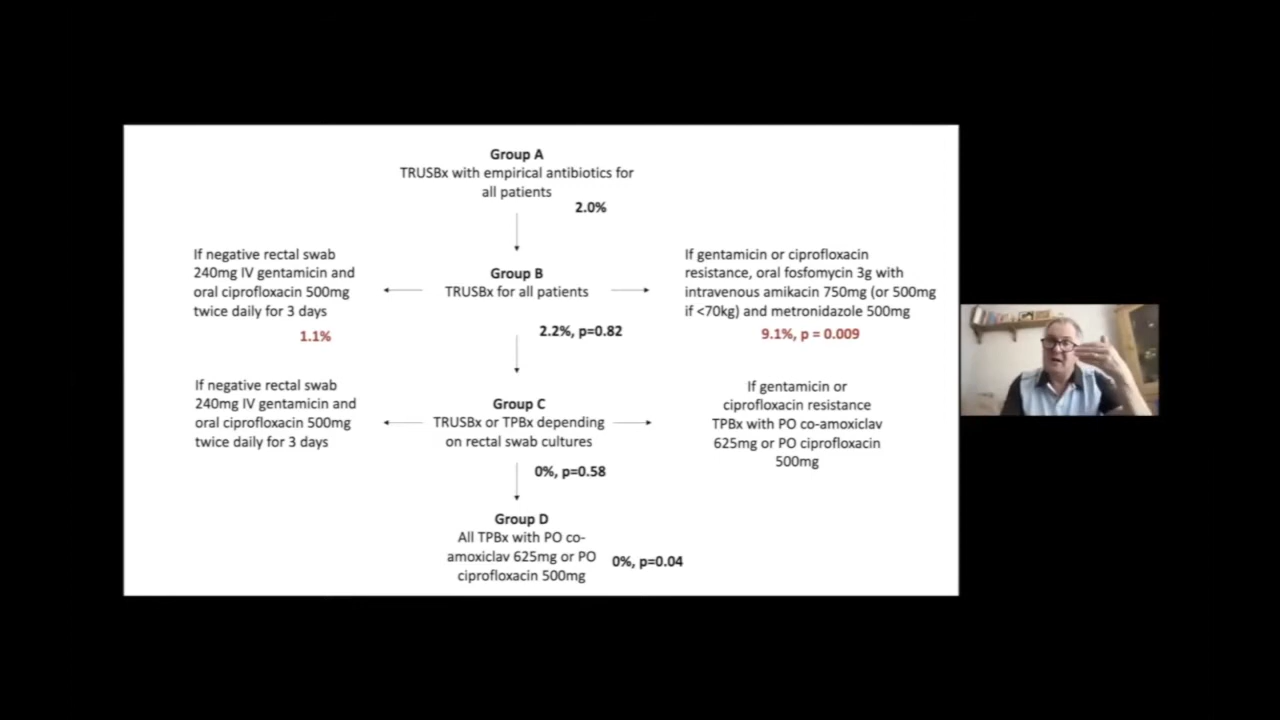 Group A
TRUSBx with empirical antibiotics for
all patients
2.0%
If negative rectal swab
240mg IV gentamicin and
oral ciprofloxacin 500mg
twice daily for 3 days
1.1%
Group B
TRUSBx for all patients
2.2%, p=0.82
If gentamicin or ciprofloxacin
resistance, oral fosfomycin 3g with
intravenous amikacin 750mg (or 500mg
if <70kg) and metronidazole 500mg
9.1%, p = 0.009
If negative rectal swab
240mg IV gentamicin and
oral ciprofloxacin 500mg
twice daily for 3 days
Group C
TRUSBx or TPBx depending
on rectal swab cultures
0%, p=0.58
If gentamicin or
ciprofloxacin resistance
TPBx with PO co-amoxiclav
625mg or PO ciprofloxacin
500mg
Group D
All TPBx with PO co-
amoxiclav 625mg or PO
ciprofloxacin 500mg
0%, p=0.04